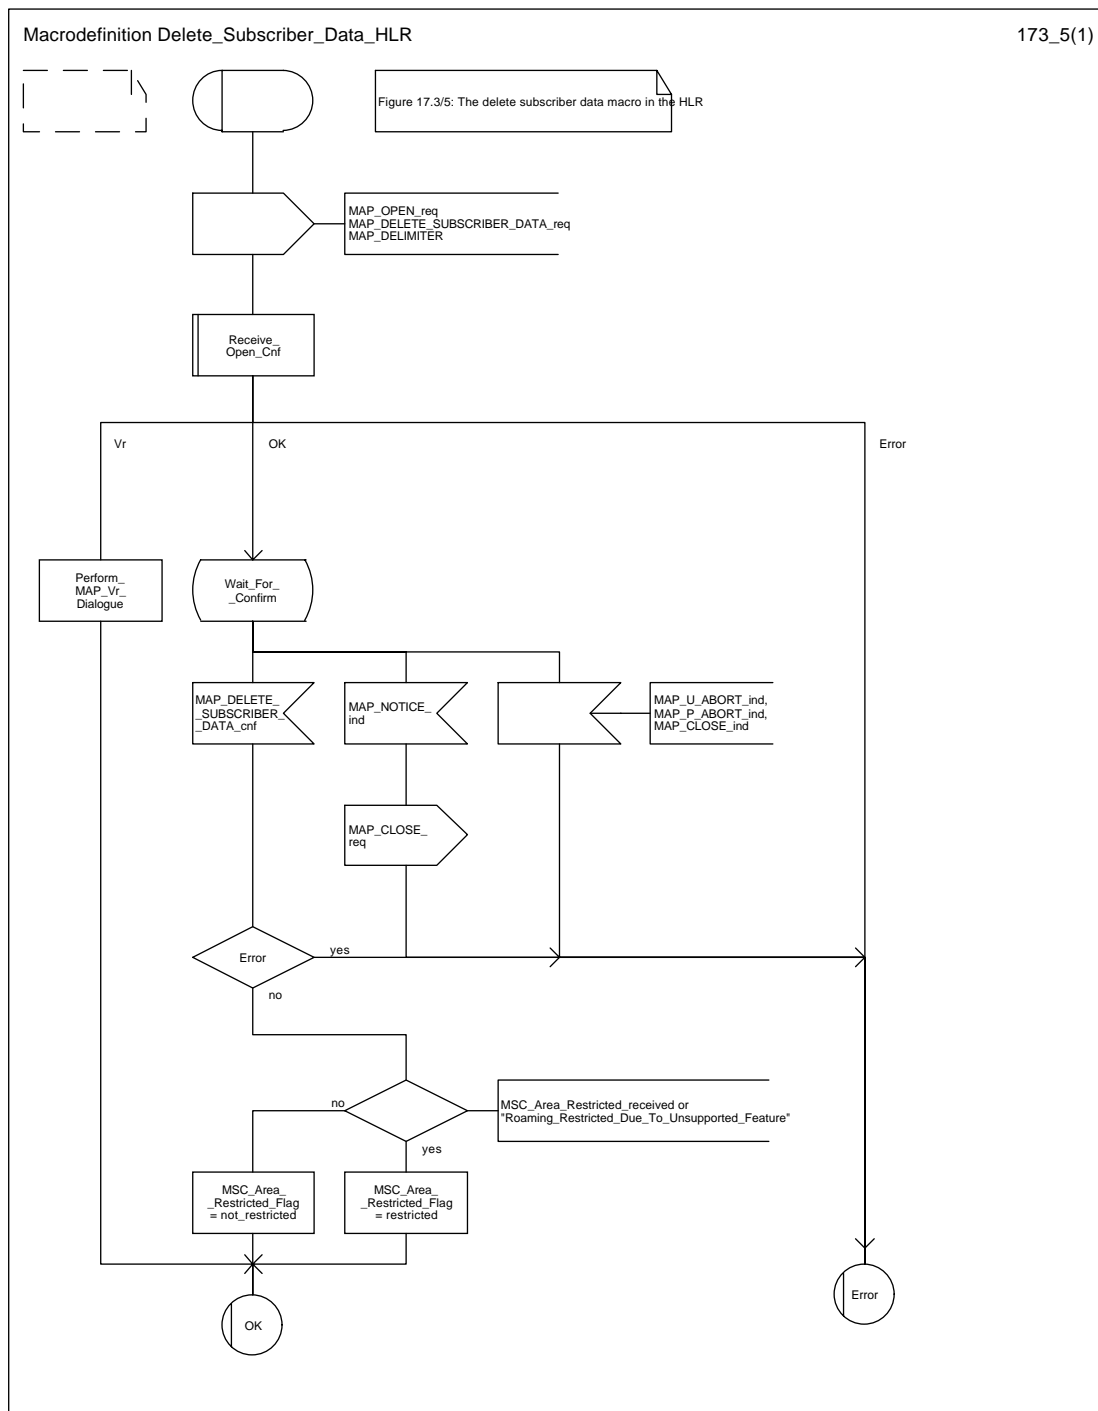 Macrodefinition Delete_Subscriber_Data_HLR
173_5(1)
Figure 17.3/5: The delete subscriber data macro in the HLR
MAP_OPEN_req
MAP_DELETE_SUBSCRIBER_DATA_req
MAP_DELIMITER
Receive_
Open_Cnf
Vr
OK
Error
Perform_
MAP_Vr_
Dialogue
Wait_For_
_Confirm
MAP_DELETE_
_SUBSCRIBER_
_DATA_cnf
MAP_NOTICE_
ind
MAP_U_ABORT_ind,
MAP_P_ABORT_ind,
MAP_CLOSE_ind
MAP_CLOSE_
req
Error
yes
no
no
MSC_Area_Restricted_received or
"Roaming_Restricted_Due_To_Unsupported_Feature"
yes
MSC_Area_
_Restricted_Flag
= not_restricted
MSC_Area_
_Restricted_Flag
= restricted
Error
OK